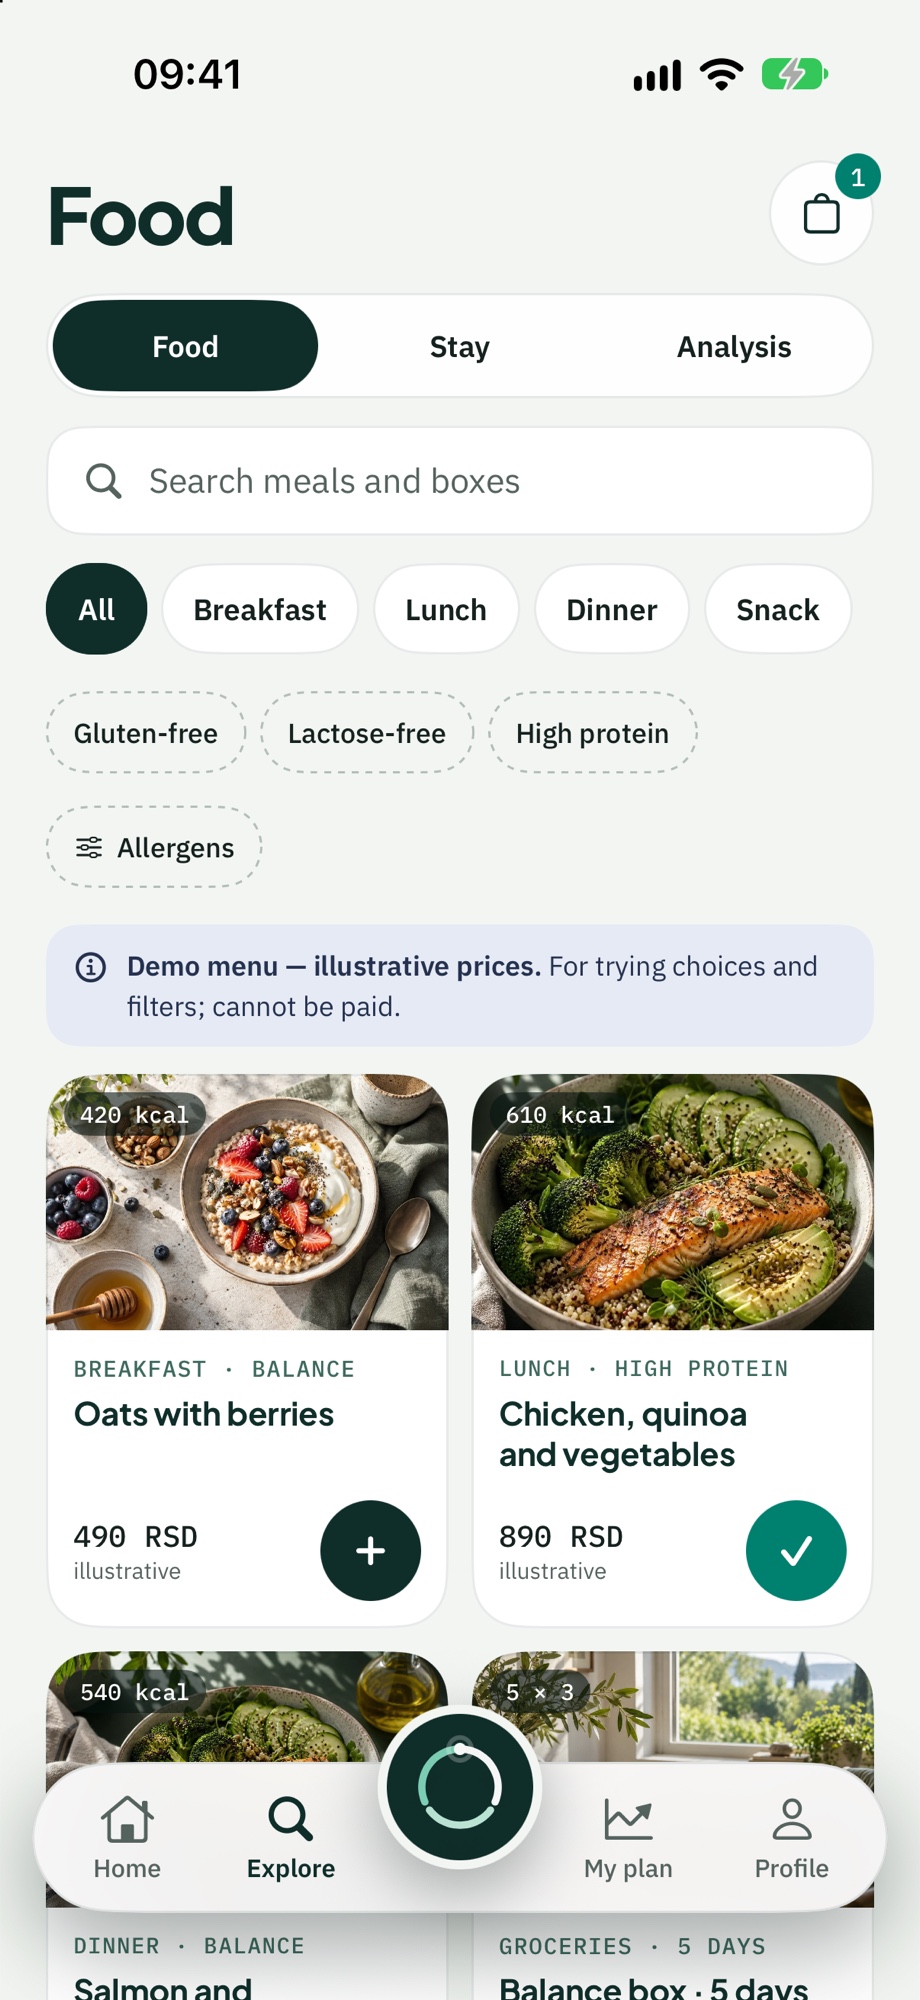 09:41
Food
1
Food Stay Analysis
Search meals and boxes
All Breakfast Lunch Dinner Snack
Gluten-free Lactose-free High protein
Allergens
Demo menu — illustrative prices. For trying choices and
filters; cannot be paid.
420 kcal
BREAKFAST · BALANCE
Oats with berries
490 RSD
illustrative
610 kcal
LUNCH · HIGH PROTEIN
Chicken, quinoa
and vegetables
890 RSD
illustrative
540 kcal
DINNER · BALANCE
Salmon and
5 × 3
GROCERIES · 5 DAYS
Balance box · 5 days
Home Explore My plan Profile